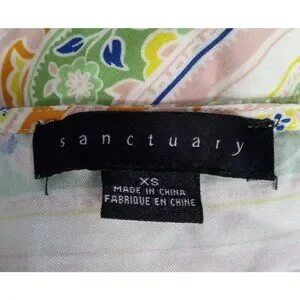 sanctuary
XS
MADE IN CHINA
FABRIQUE EN CHINE